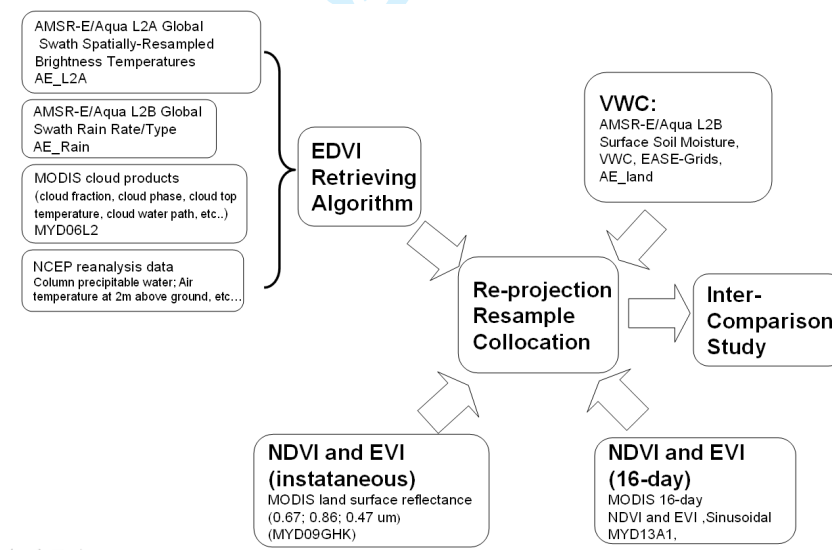 AMSR-E/Aqua L2A Global
Swath Spatially-Resampled
Brightness Temperatures
AE_L2A
AMSR-E/Aqua L2B Global
Swath Rain Rate/Type
AE_Rain
MODIS cloud products
(cloud fraction, cloud phase, cloud top
temperature, cloud water path, etc..)
MYD06L2
NCEP reanalysis data
Column precipitable water; Air
temperature at 2m above ground, etc...
EDVI
Retrieving
Algorithm
VWC:
AMSR-E/Aqua L2B
Surface Soil Moisture,
VWC, EASE-Grids,
AE_land
Re-projection
Resample
Collocation
Inter-
Comparison
Study
NDVI and EVI
(instataneous)
MODIS land surface reflectance
(0.67; 0.86; 0.47 um)
(MYD09GHK)
NDVI and EVI
(16-day)
MODIS 16-day
NDVI and EVI ,Sinusoidal
MYD13A1,